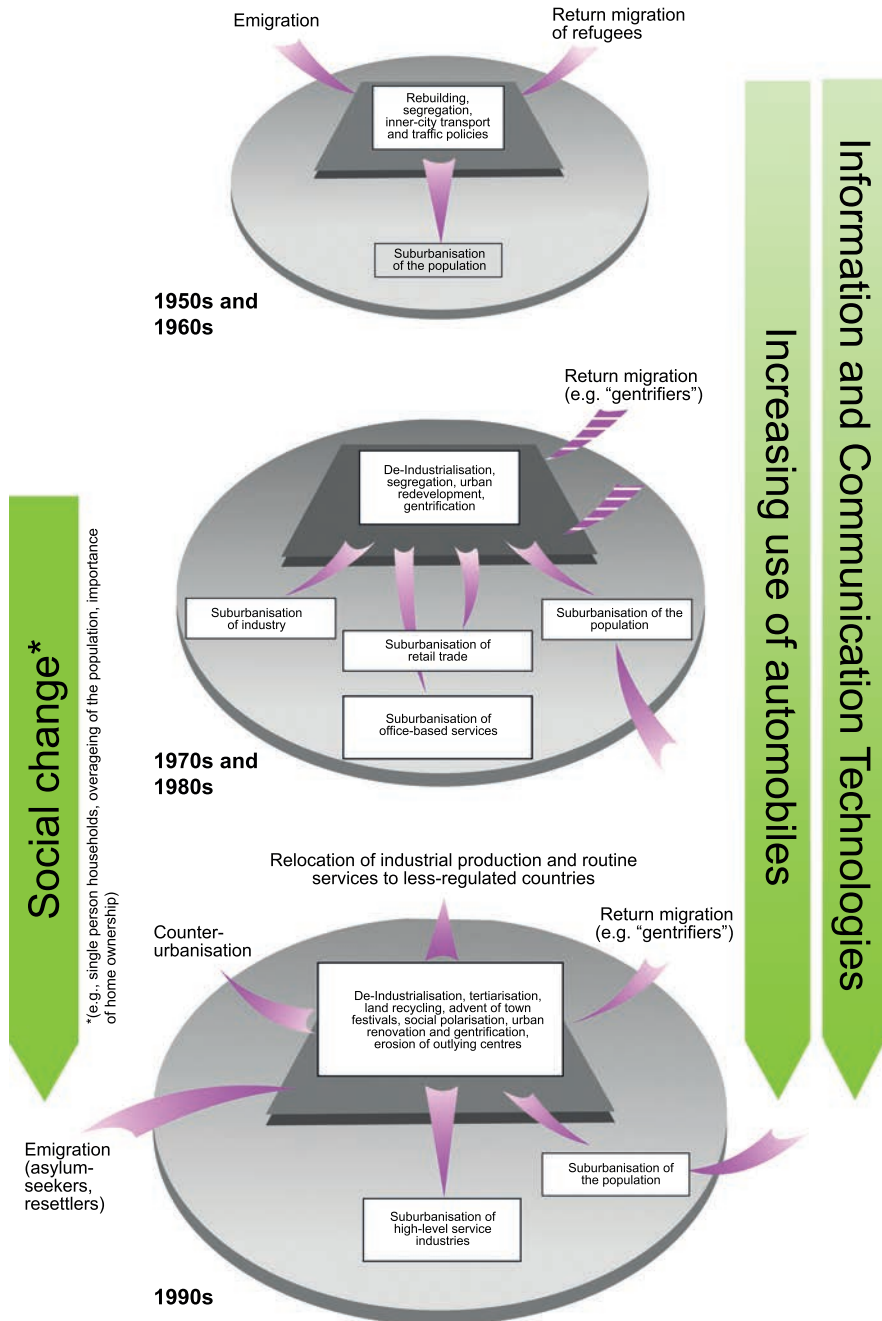 Emigration
Return migration
of refugees
Rebuilding,
segregation,
inner-city transport
and traffic policies
Suburbanisation
of the population
1950s and
1960s
Return migration
(e.g. “gentrifiers”)
De-Industrialisation,
segregation, urban
redevelopment,
gentrification
Suburbanisation
of industry
Suburbanisation of
retail trade
Suburbanisation of the
population
Suburbanisation of
office-based services
1970s and
1980s
Relocation of industrial production and routine
services to less-regulated countries
Counter-
urbanisation
Return migration
(e.g. “gentrifiers”)
De-Industrialisation, tertiarisation,
land recycling, advent of town
festivals, social polarisation, urban
renovation and gentrification,
erosion of outlying centres
Emigration
(asylum-
seekers,
resettlers)
Suburbanisation of
the population
Suburbanisation of
high-level service
industries
1990s
Social change*
*(e.g., single person households, overageing of the population, importance
of home ownership)
Increasing use of automobiles
Information and Communication Technologies